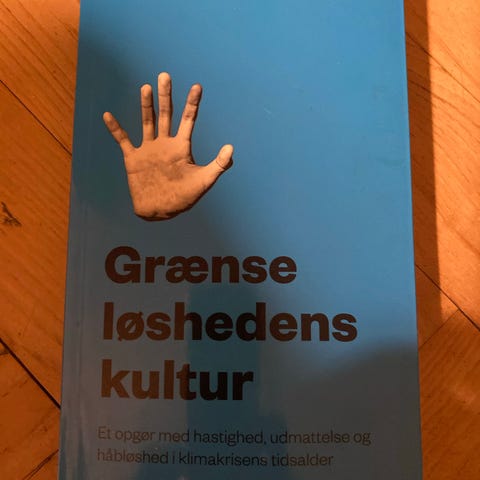 Grænse
løshedens
kultur
Et opgør med hastighed, udmattelse og
håbløshed i klimakrisens tidsalder